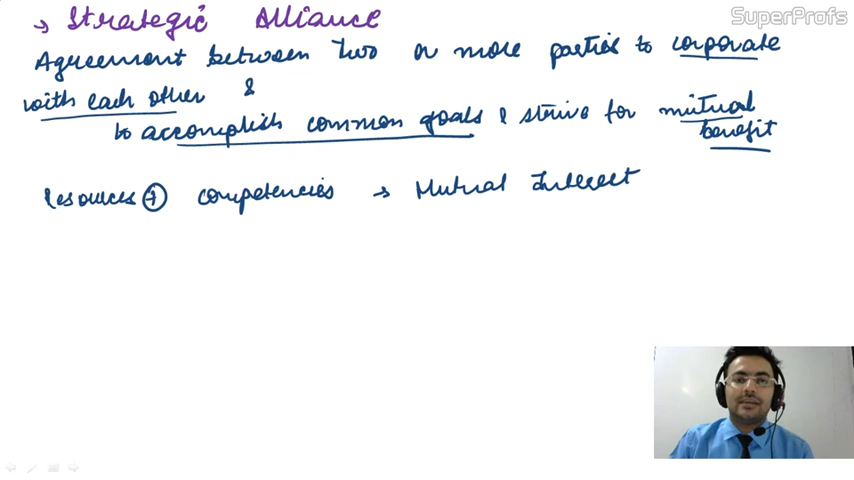 SuperProfs
→ Strategic Alliance
Agreement between two or more parties to corporate
with each other &
to accomplish common goals & strive for mutual
benefit
Resources + competencies → Mutual Interest